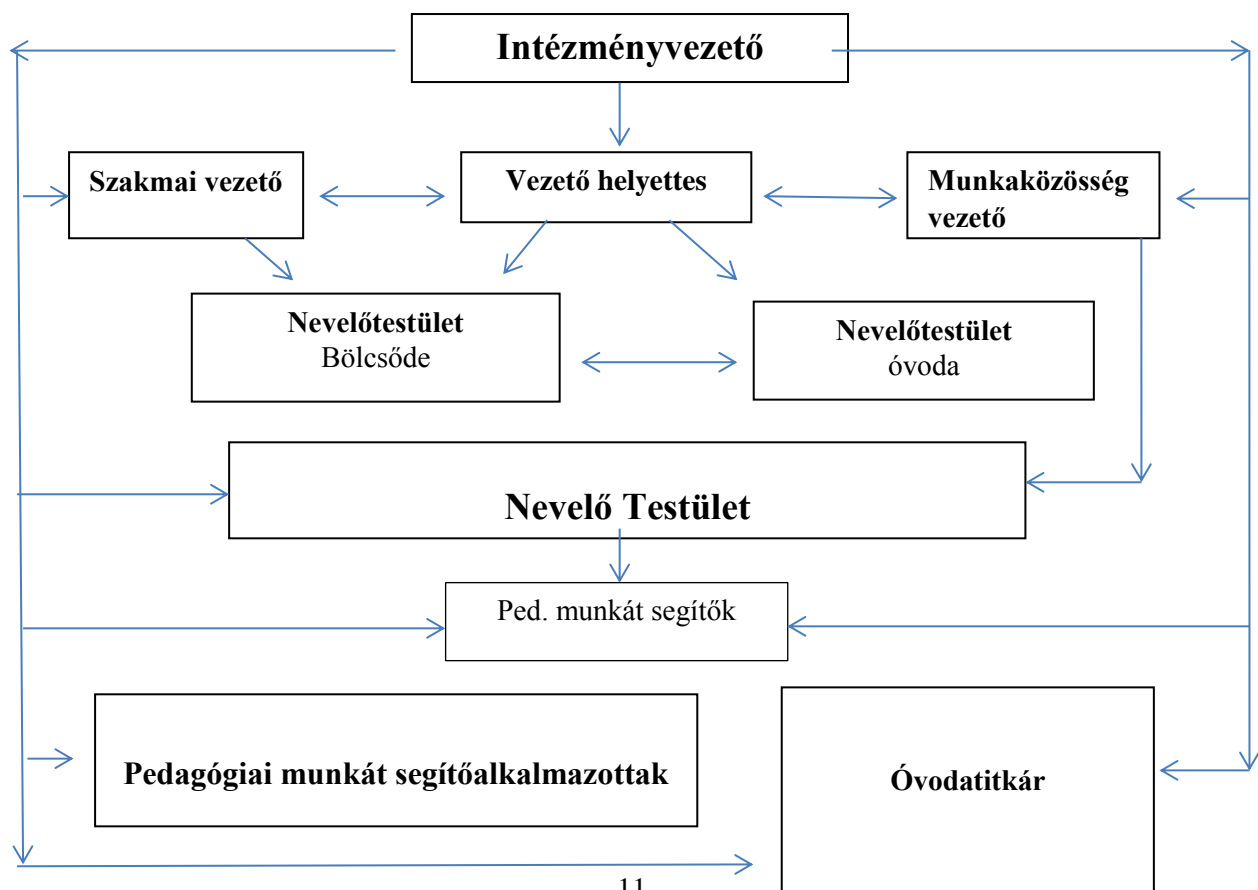 Intézményvezető
Szakmai vezető
Vezető helyettes
Munkaközösség
vezető
Nevelőtestület
Bölcsőde
Nevelőtestület
óvoda
Nevelő Testület
Ped. munkát segítők
Pedagógiai munkát segítőalkalmazottak
Óvodatitkár
11